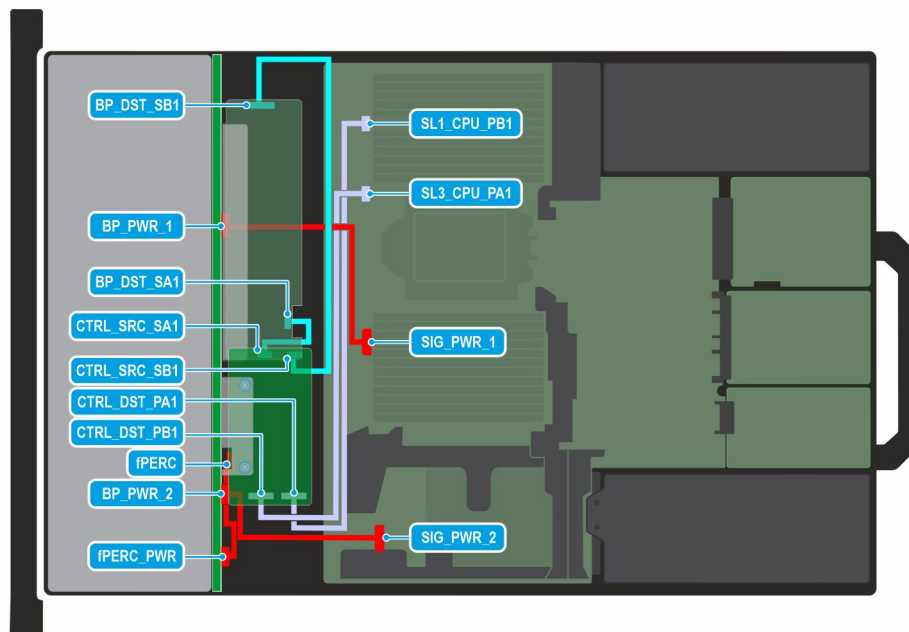 BP_DST_SB1
BP_PWR_1
BP_DST_SA1
CTRL_SRC_SA1
CTRL_SRC_SB1
CTRL_DST_PA1
CTRL_DST_PB1
fPERC
BP_PWR_2
fPERC_PWR
SL1_CPU_PB1
SL3_CPU_PA1
SIG_PWR_1
SIG_PWR_2